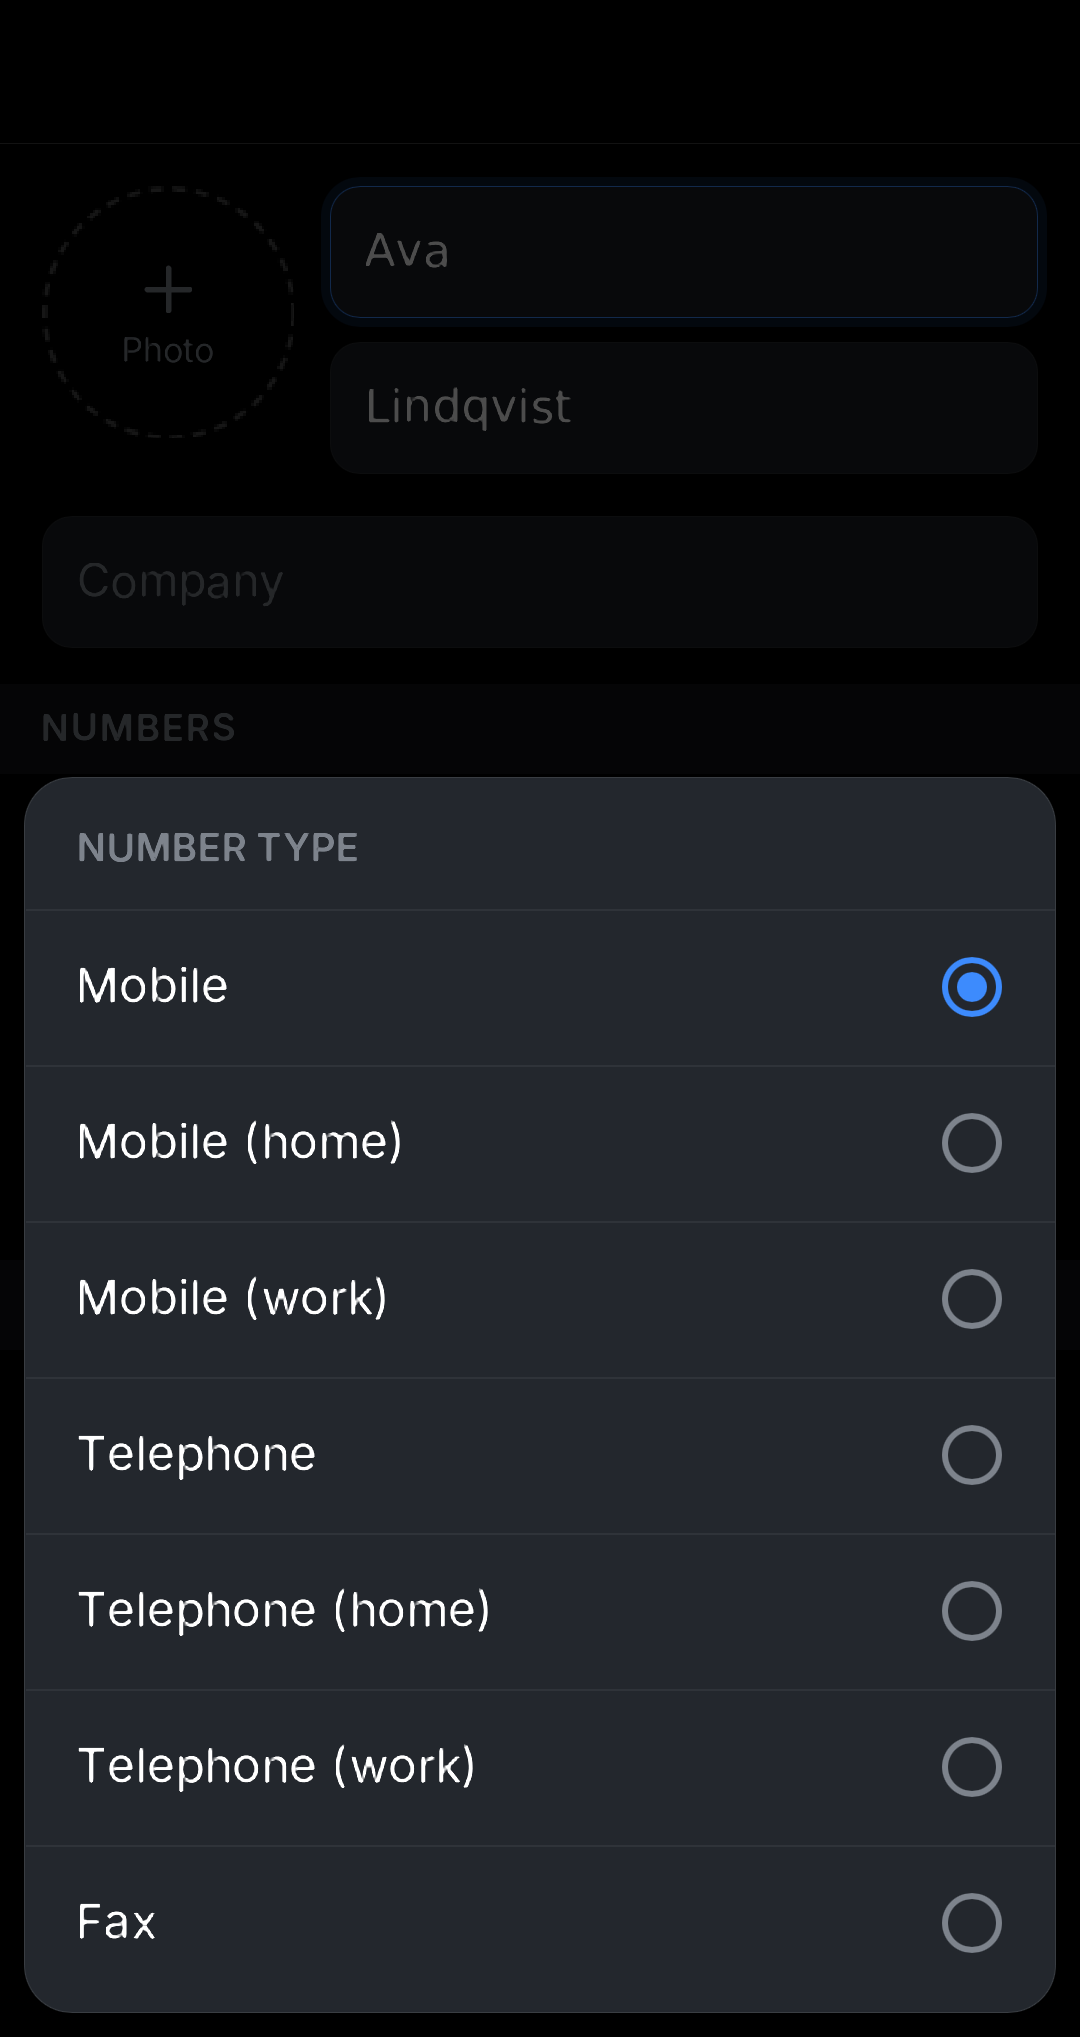 Ava
Photo
Lindqvist
Company
NUMBERS
NUMBER TYPE
Mobile
Mobile (home)
Mobile (work)
Telephone
Telephone (home)
Telephone (work)
Fax